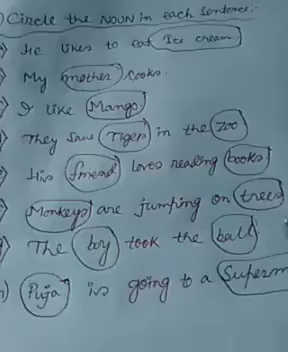 ) Circle the NOUN in each sentence:-
) He likes to eat Ice cream
) My mother cooks.
) I like Mango
) They saw Tiger in the Zoo
) His friend loves reading books
) Monkeys are jumping on trees
) The boy took the ball
) Puja is going to a Superm